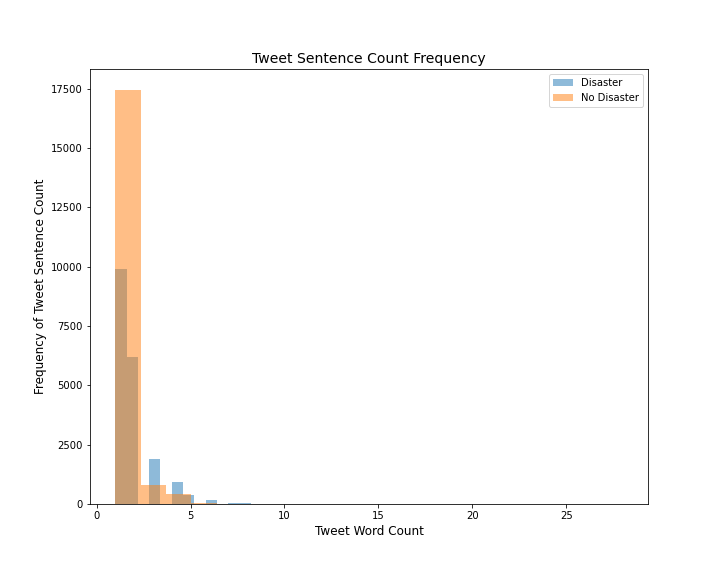 Tweet Sentence Count Frequency
Disaster
No Disaster
17500
15000
12500
10000
7500
5000
2500
0
Frequency of Tweet Sentence Count
0 5 10 15 20 25
Tweet Word Count